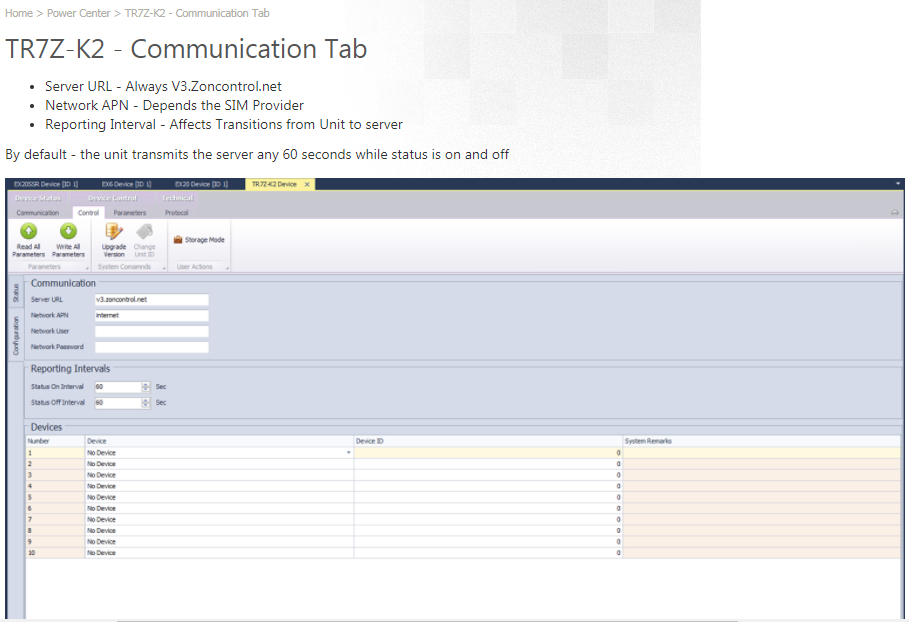 Home > Power Center > TR7Z-K2 - Communication Tab
TR7Z-K2 - Communication Tab
Server URL - Always V3.Zoncontrol.net
Network APN - Depends the SIM Provider
Reporting Interval - Affects Transitions from Unit to server
By default - the unit transmits the server any 60 seconds while status is on and off
EX20SSR Device [ID 1] EX6 Device [ID 1] EX20 Device [ID 1] TR7Z-K2 Device ×
Device Status Device Control Technical
Communication Control Parameters Protocol
Read All Parameters Write All Parameters Upgrade Version Change Unit ID Storage Mode
Parameters System Comamnds User Actions
Status
Configuration
Communication
Server URL v3.zoncontrol.net
Network APN internet
Network User
Network Password
Reporting Intervals
Status On Interval 60 Sec
Status Off Interval 60 Sec
Devices
Number Device Device ID System Remarks
1 No Device 0
2 No Device 0
3 No Device 0
4 No Device 0
5 No Device 0
6 No Device 0
7 No Device 0
8 No Device 0
9 No Device 0
10 No Device 0